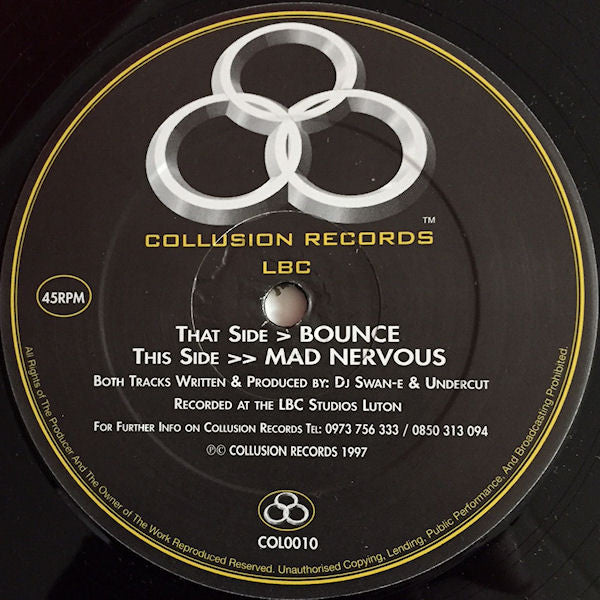 ™
COLLUSION RECORDS
LBC
45RPM
THAT SIDE > BOUNCE
THIS SIDE >> MAD NERVOUS
BOTH TRACKS WRITTEN & PRODUCED BY: DJ SWAN-E & UNDERCUT
RECORDED AT THE LBC STUDIOS LUTON
FOR FURTHER INFO ON COLLUSION RECORDS TEL: 0973 756 333 / 0850 313 094
℗© COLLUSION RECORDS 1997
COL0010
All Rights of The Producer And The Owner of The Work Reproduced Reserved. Unauthorised Copying, Lending, Public Performance, And Broadcasting Prohibited.